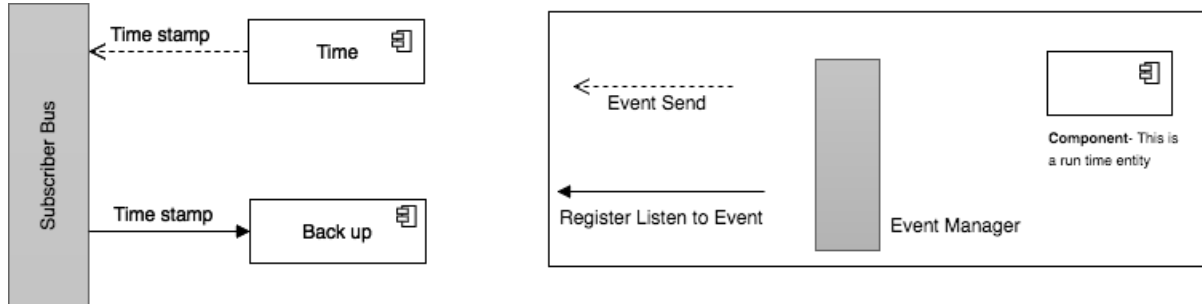 Subscriber Bus
Time stamp
Time
Time stamp
Back up
Event Send
Register Listen to Event
Event Manager
Component- This is
a run time entity